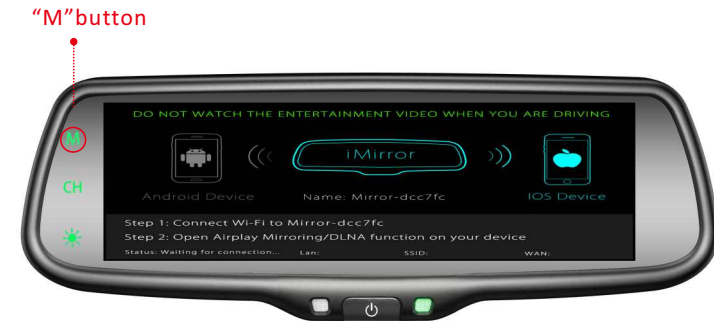 “M”button
DO NOT WATCH THE ENTERTAINMENT VIDEO WHEN YOU ARE DRIVING
M
iMirror
CH
Android Device
Name: Mirror-dcc7fc
IOS Device
Step 1: Connect Wi-Fi to Mirror-dcc7fc
Step 2: Open Airplay Mirroring/DLNA function on your device
Status: Waiting for connection... Lan: SSID: WAN: